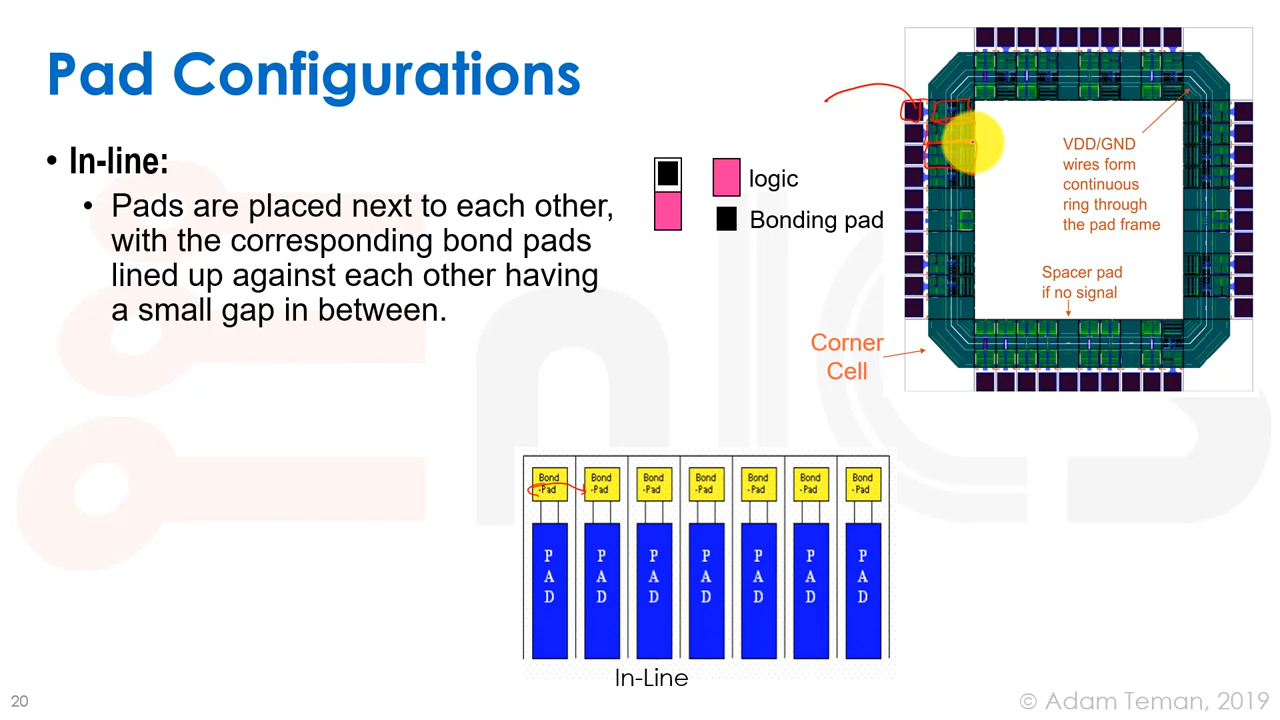 Pad Configurations
• In-line:
• Pads are placed next to each other,
with the corresponding bond pads
lined up against each other having
a small gap in between.
logic
Bonding pad
VDD/GND
wires form
continuous
ring through
the pad frame
Spacer pad
if no signal
Corner
Cell
Bond Bond Bond Bond Bond Bond Bond
-Pad -Pad -Pad -Pad -Pad -Pad -Pad
P P P P P P P
A A A A A A A
D D D D D D D
In-Line
20
© Adam Teman, 2019